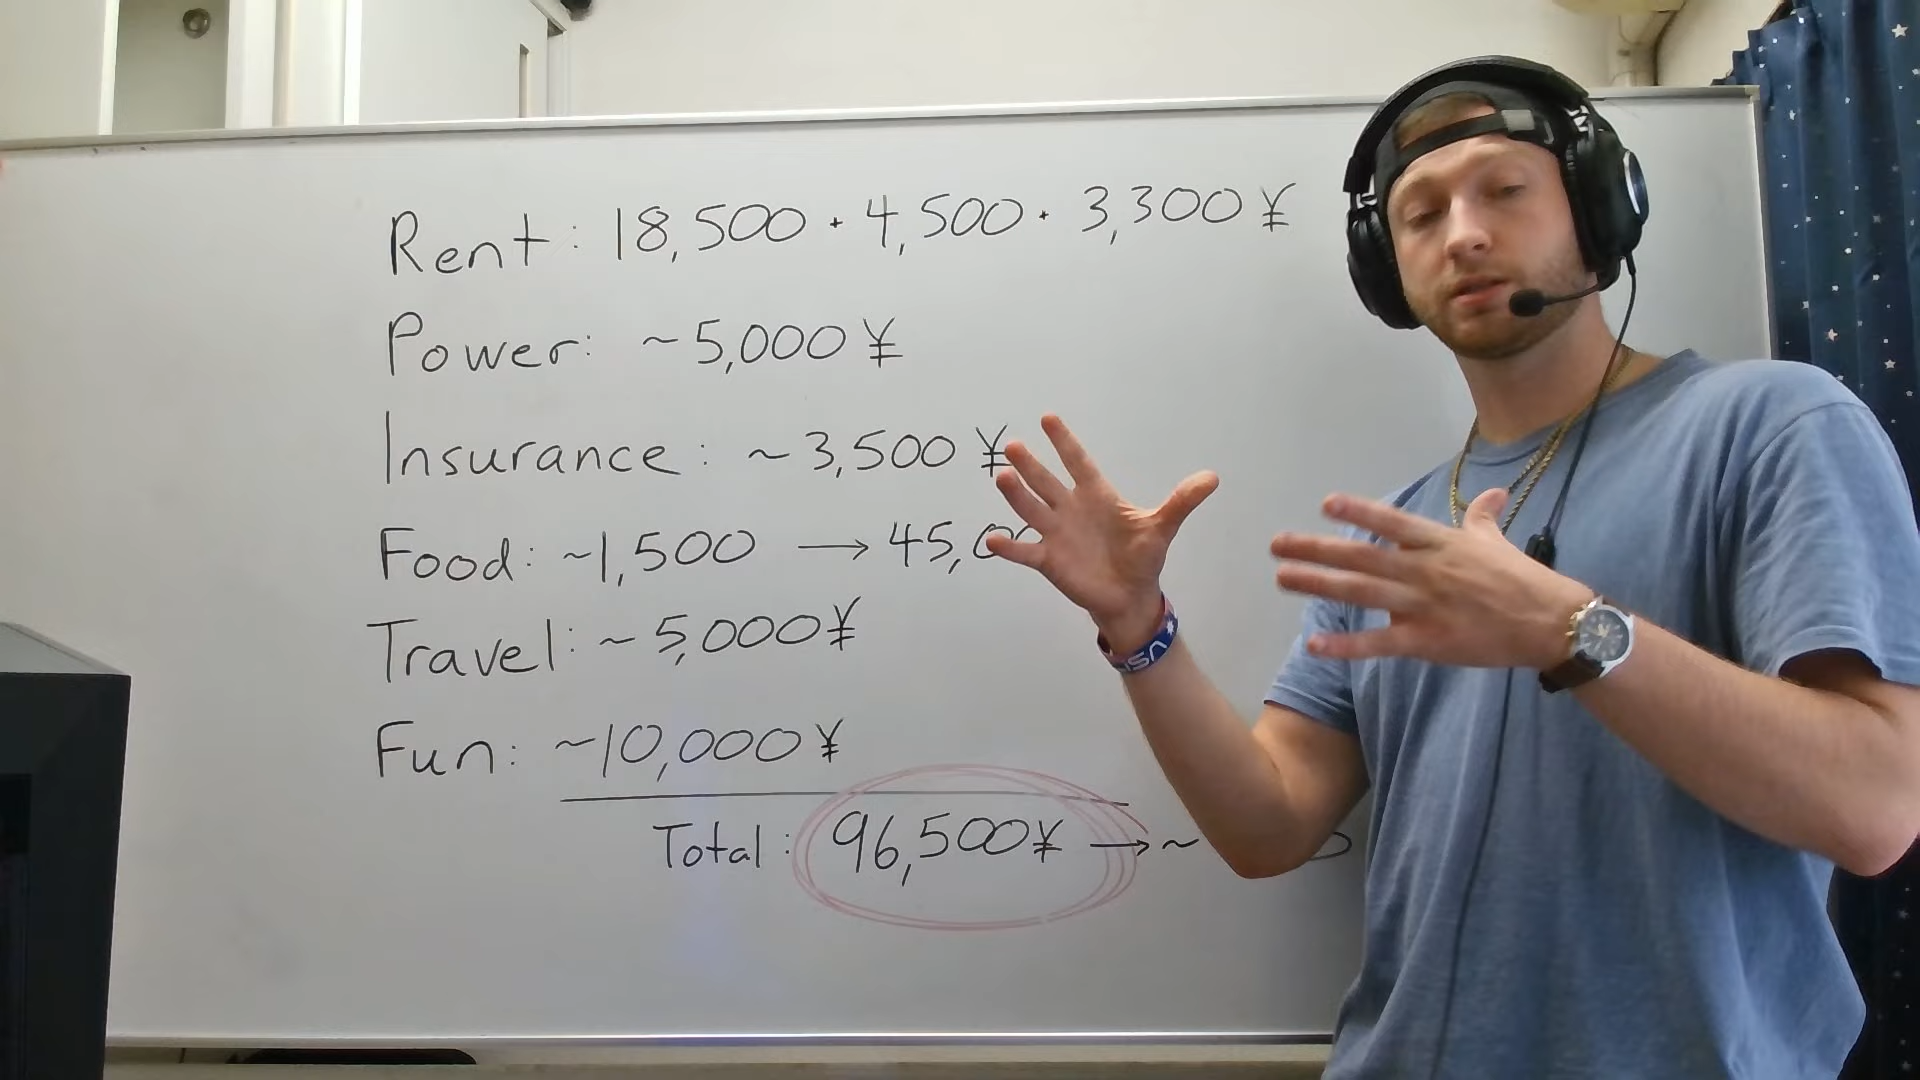 Rent: 18,500 · 4,500 · 3,300 ¥
Power: ~5,000 ¥
Insurance: ~3,500 ¥
Food: ~1,500 → 45,0
Travel: ~5,000¥
Fun: ~10,000¥
Total: 96,500¥ → ~